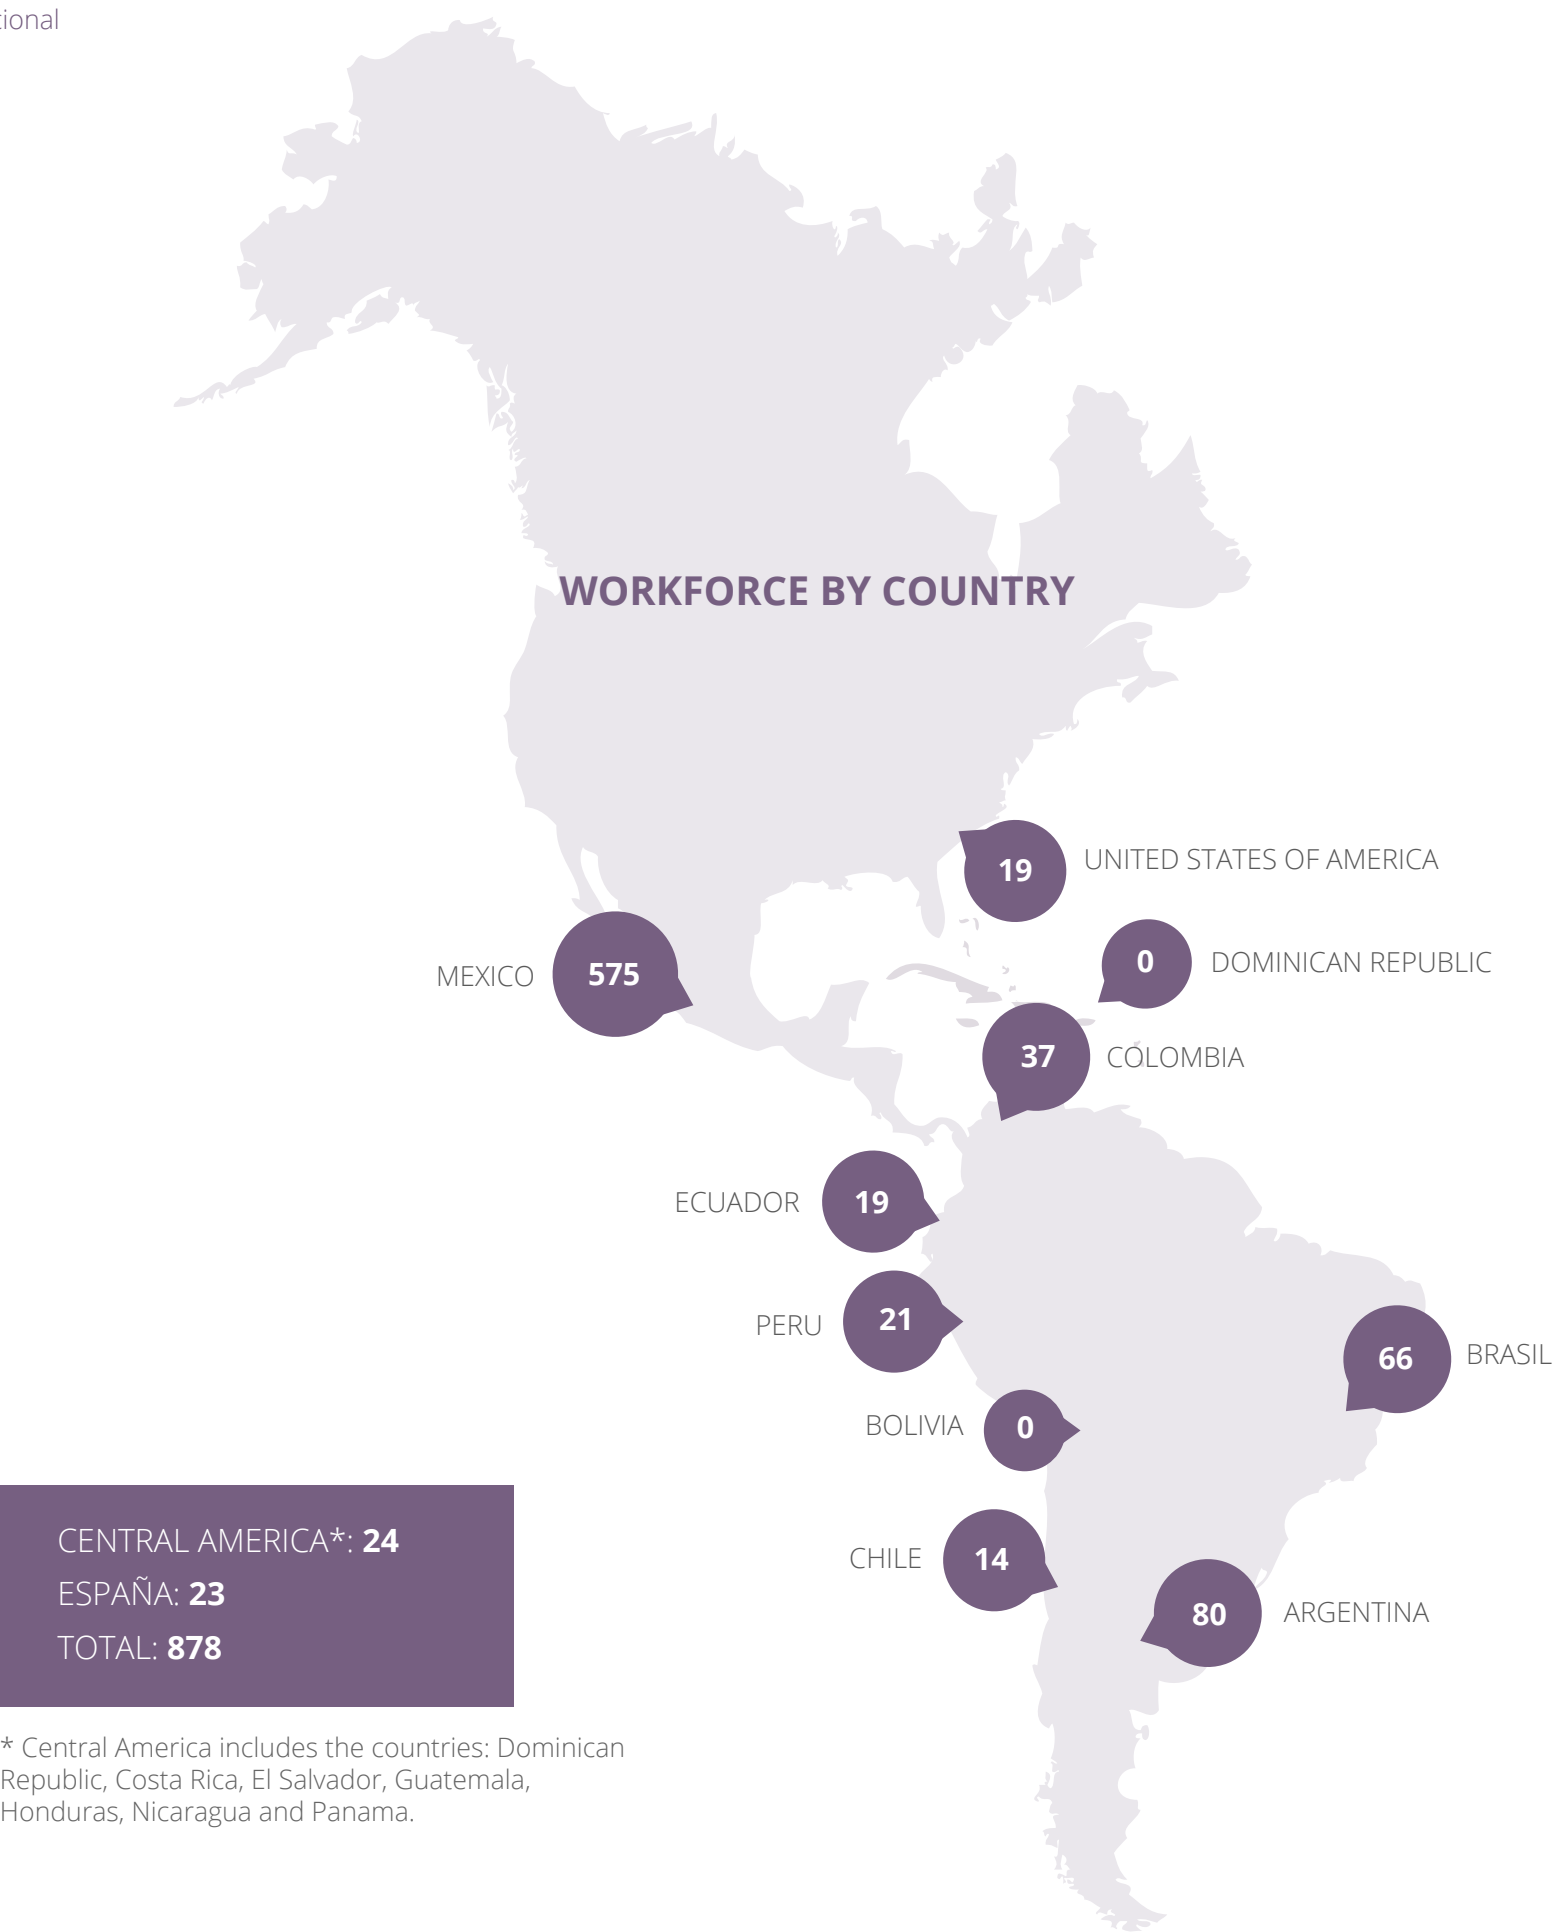 WORKFORCE BY COUNTRY
19 UNITED STATES OF AMERICA
0 DOMINICAN REPUBLIC
MEXICO 575
37 COLOMBIA
ECUADOR 19
PERU 21
66 BRASIL
BOLIVIA 0
CHILE 14
80 ARGENTINA
CENTRAL AMERICA*: 24
ESPAÑA: 23
TOTAL: 878
* Central America includes the countries: Dominican
Republic, Costa Rica, El Salvador, Guatemala,
Honduras, Nicaragua and Panama.